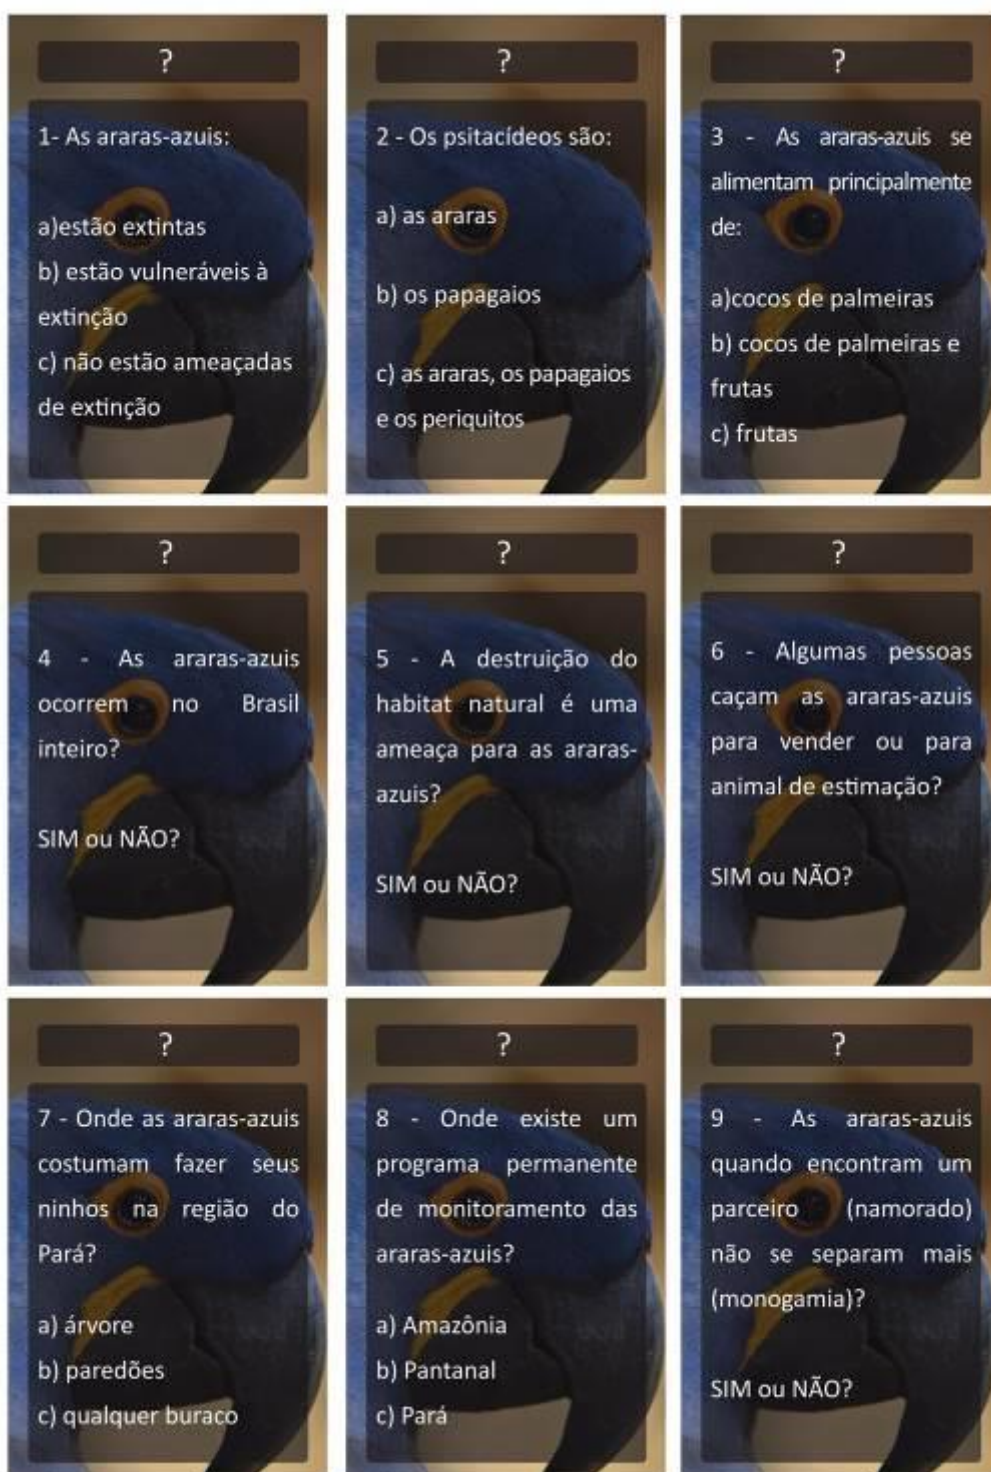 ?
1- As araras-azuis:
a)estão extintas
b) estão vulneráveis à
extinção
c) não estão ameaçadas
de extinção
?
2 - Os psitacídeos são:
a) as araras
b) os papagaios
c) as araras, os papagaios
e os periquitos
?
3 - As araras-azuis se
alimentam principalmente
de:
a)cocos de palmeiras
b) cocos de palmeiras e
frutas
c) frutas
?
4 - As araras-azuis
ocorrem no Brasil
inteiro?
SIM ou NÃO?
?
5 - A destruição do
habitat natural é uma
ameaça para as araras-
azuis?
SIM ou NÃO?
?
6 - Algumas pessoas
caçam as araras-azuis
para vender ou para
animal de estimação?
SIM ou NÃO?
?
7 - Onde as araras-azuis
costumam fazer seus
ninhos na região do
Pará?
a) árvore
b) paredões
c) qualquer buraco
?
8 - Onde existe um
programa permanente
de monitoramento das
araras-azuis?
a) Amazônia
b) Pantanal
c) Pará
?
9 - As araras-azuis
quando encontram um
parceiro (namorado)
não se separam mais
(monogamia)?
SIM ou NÃO?